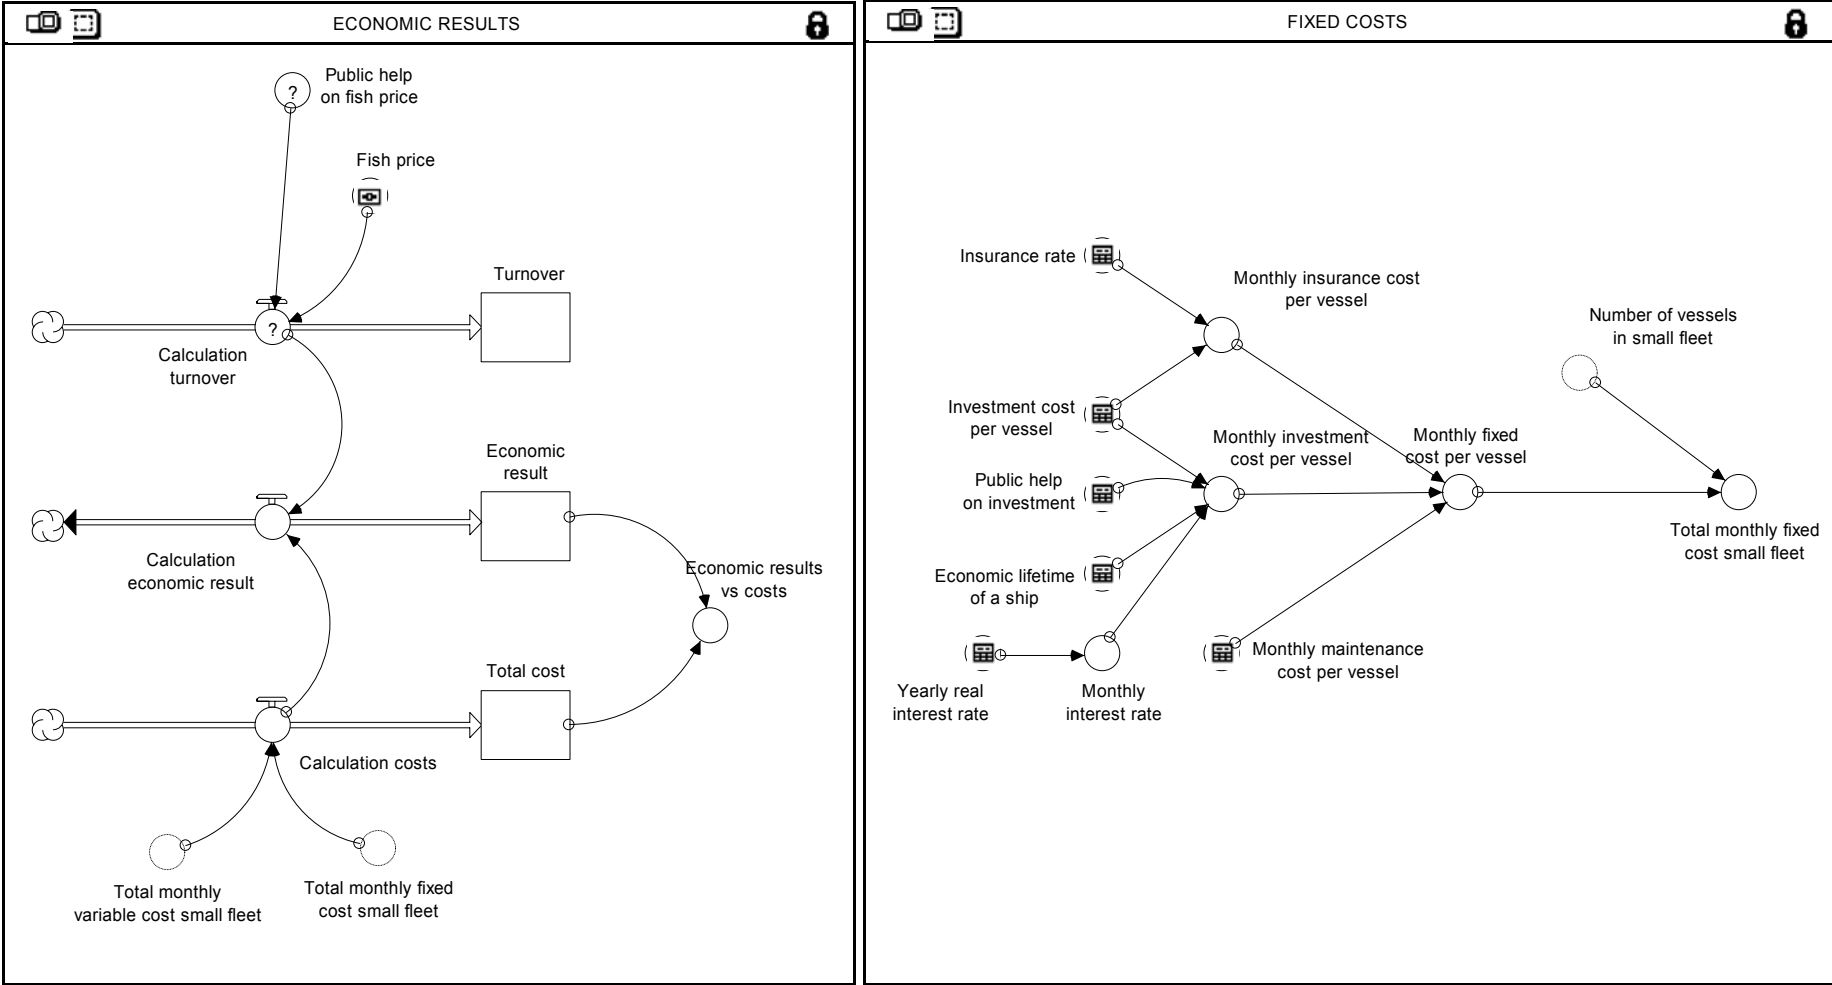 ECONOMIC RESULTS
Public help
on fish price
?
Fish price
Turnover
?
Calculation
turnover
Economic
result
Calculation
economic result
Economic results
vs costs
Total cost
Calculation costs
Total monthly
variable cost small fleet
Total monthly fixed
cost small fleet
FIXED COSTS
Insurance rate
Monthly insurance cost
per vessel
Number of vessels
in small fleet
Investment cost
per vessel
Monthly investment
cost per vessel
Monthly fixed
cost per vessel
Public help
on investment
Total monthly fixed
cost small fleet
Economic lifetime
of a ship
Monthly maintenance
cost per vessel
Yearly real
interest rate
Monthly
interest rate